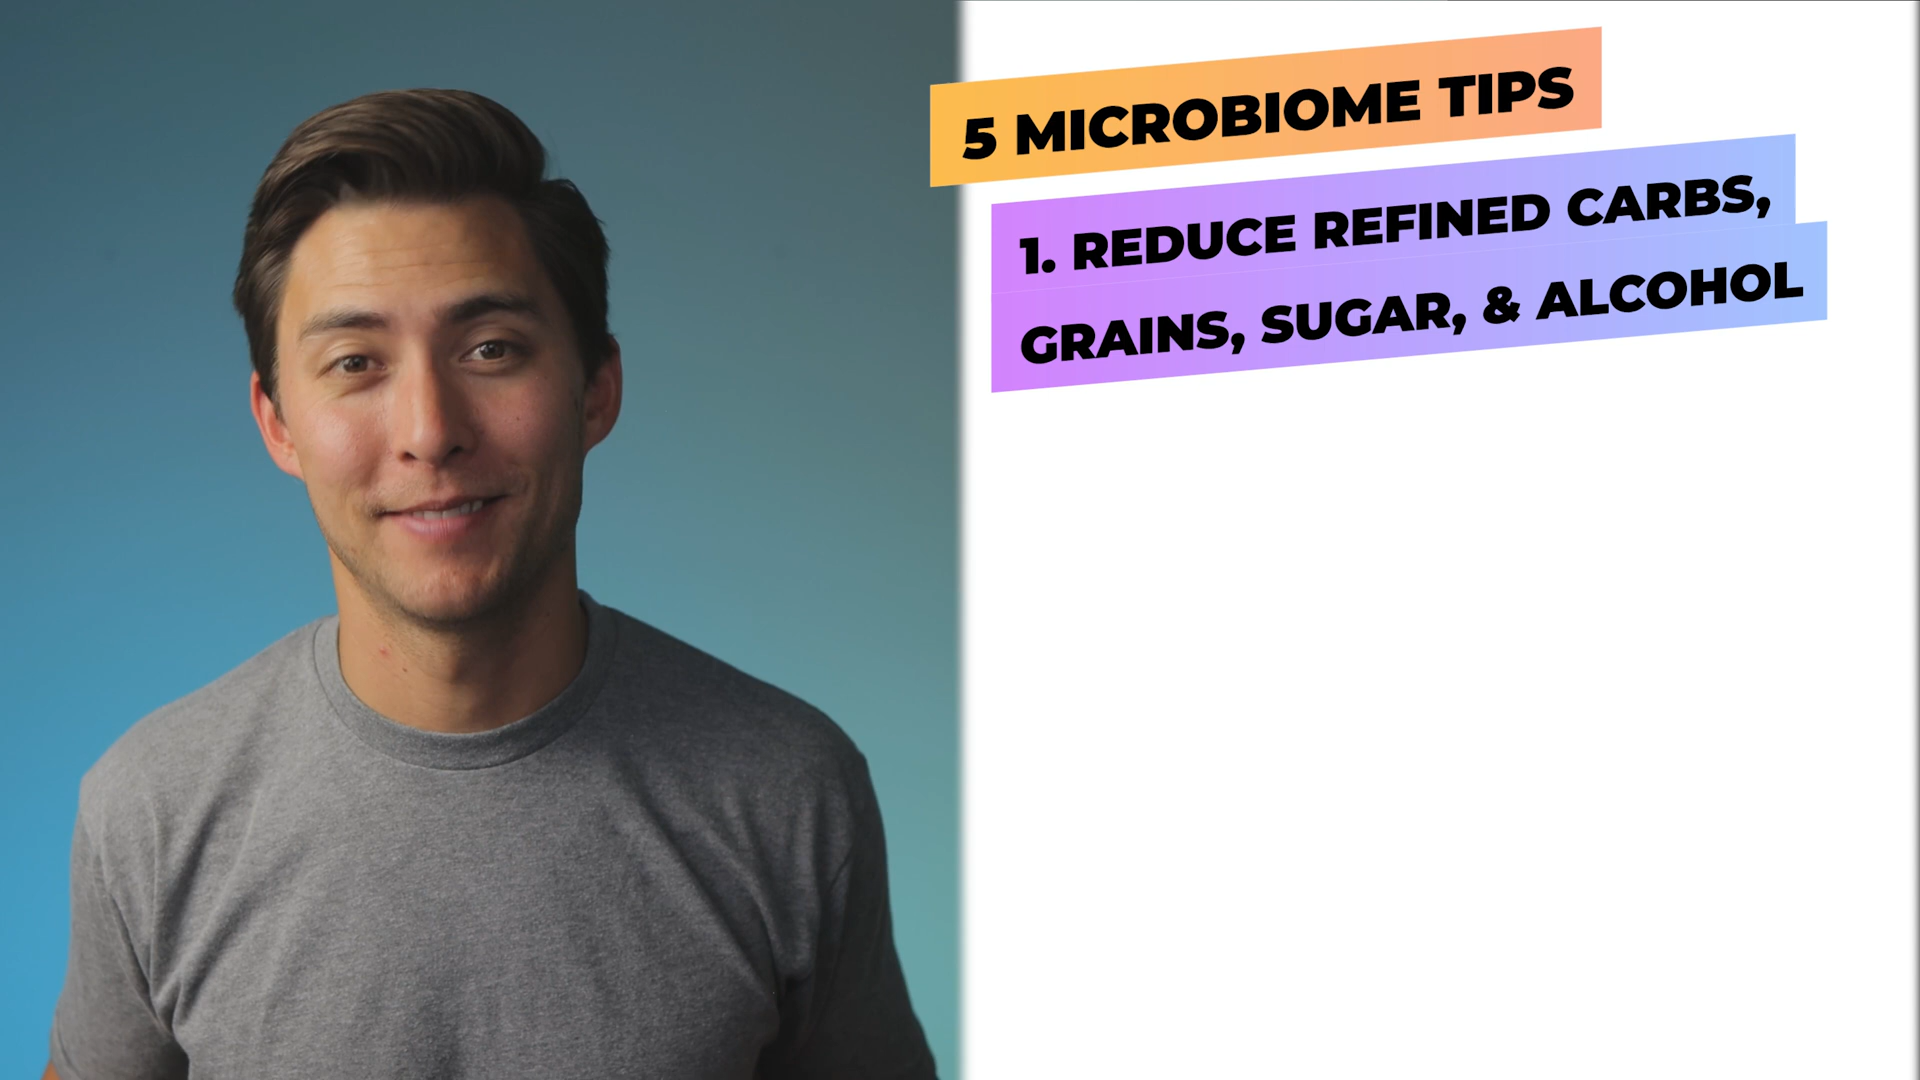 5 MICROBIOME TIPS
1. REDUCE REFINED CARBS,
GRAINS, SUGAR, & ALCOHOL